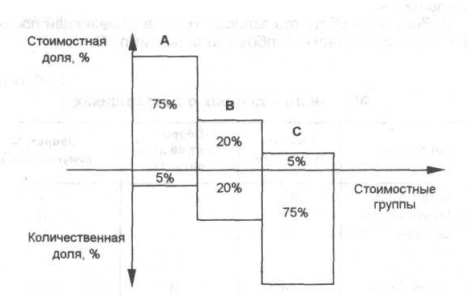 Стоимостная
доля, %
A
75%
B
20%
C
5%
5%
20%
75%
Стоимостные
группы
Количественная
доля, %